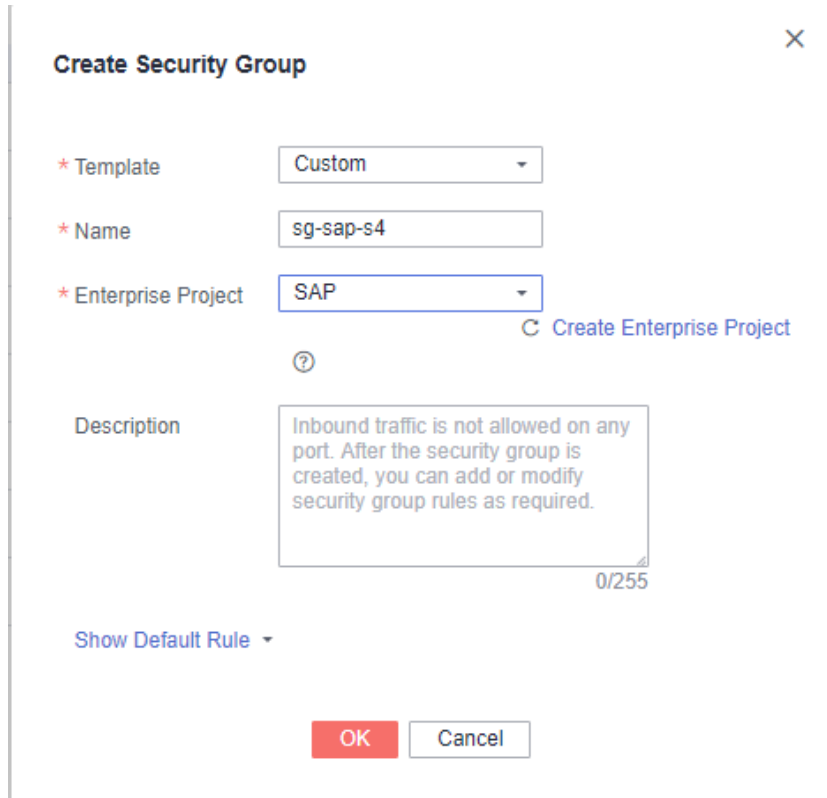 Create Security Group
* Template
Custom
* Name
sg-sap-s4
* Enterprise Project
SAP
Create Enterprise Project
?
Description
Inbound traffic is not allowed on any
port. After the security group is
created, you can add or modify
security group rules as required.
0/255
Show Default Rule
OK
Cancel